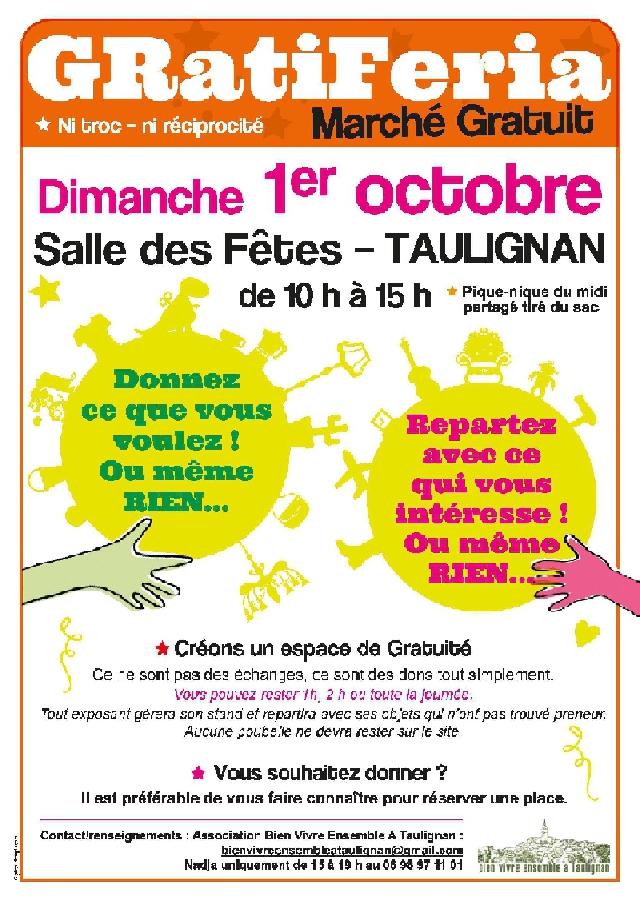 GRatiFeria
★ Ni troc – ni réciprocité
Marché Gratuit
Dimanche 1er octobre
Salle des Fêtes – TAULIGNAN
de 10 h à 15 h
★ Pique-nique du midi
partagé tiré du sac
Donnez
ce que vous
voulez !
Ou même
RIEN...
Repartez
avec ce
qui vous
intéresse !
Ou même
RIEN...
★ Créons un espace de Gratuité
Ce ne sont pas des échanges, ce sont des dons tout simplement.
Vous pouvez rester 1h, 2 h ou toute la journée.
Tout exposant gérera son stand et repartira avec ses objets qui n'ont pas trouvé preneur.
Aucune poubelle ne devra rester sur le site
★ Vous souhaitez donner ?
Il est préférable de vous faire connaître pour réserver une place.
Contact/renseignements : Association Bien Vivre Ensemble A Taulignan :
bienvivreensembleataulignan@gmail.com
Nadja uniquement de 15 à 19 h au 06 98 97 11 01
bien vivre ensemble à Taulignan